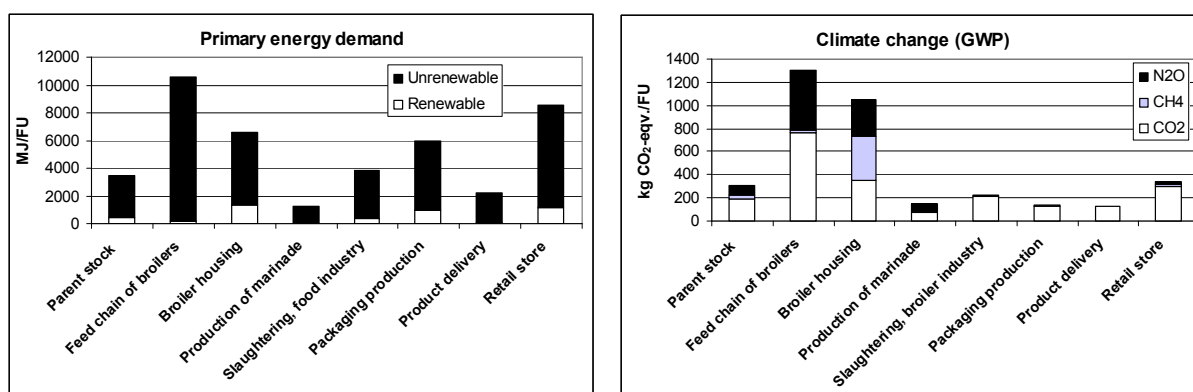 Primary energy demand
12000
10000
8000
6000
4000
2000
0
MJ/FU
Unrenewable
Renewable
Parent stock
Feed chain of broilers
Broiler housing
Production of marinade
Slaughtering, food industry
Packaging production
Product delivery
Retail store
Climate change (GWP)
1400
1200
1000
800
600
400
200
0
kg CO₂-eqv./FU
N2O
CH4
CO2
Parent stock
Feed chain of broilers
Broiler housing
Production of marinade
Slaughtering, broiler industry
Packaging production
Product delivery
Retail store